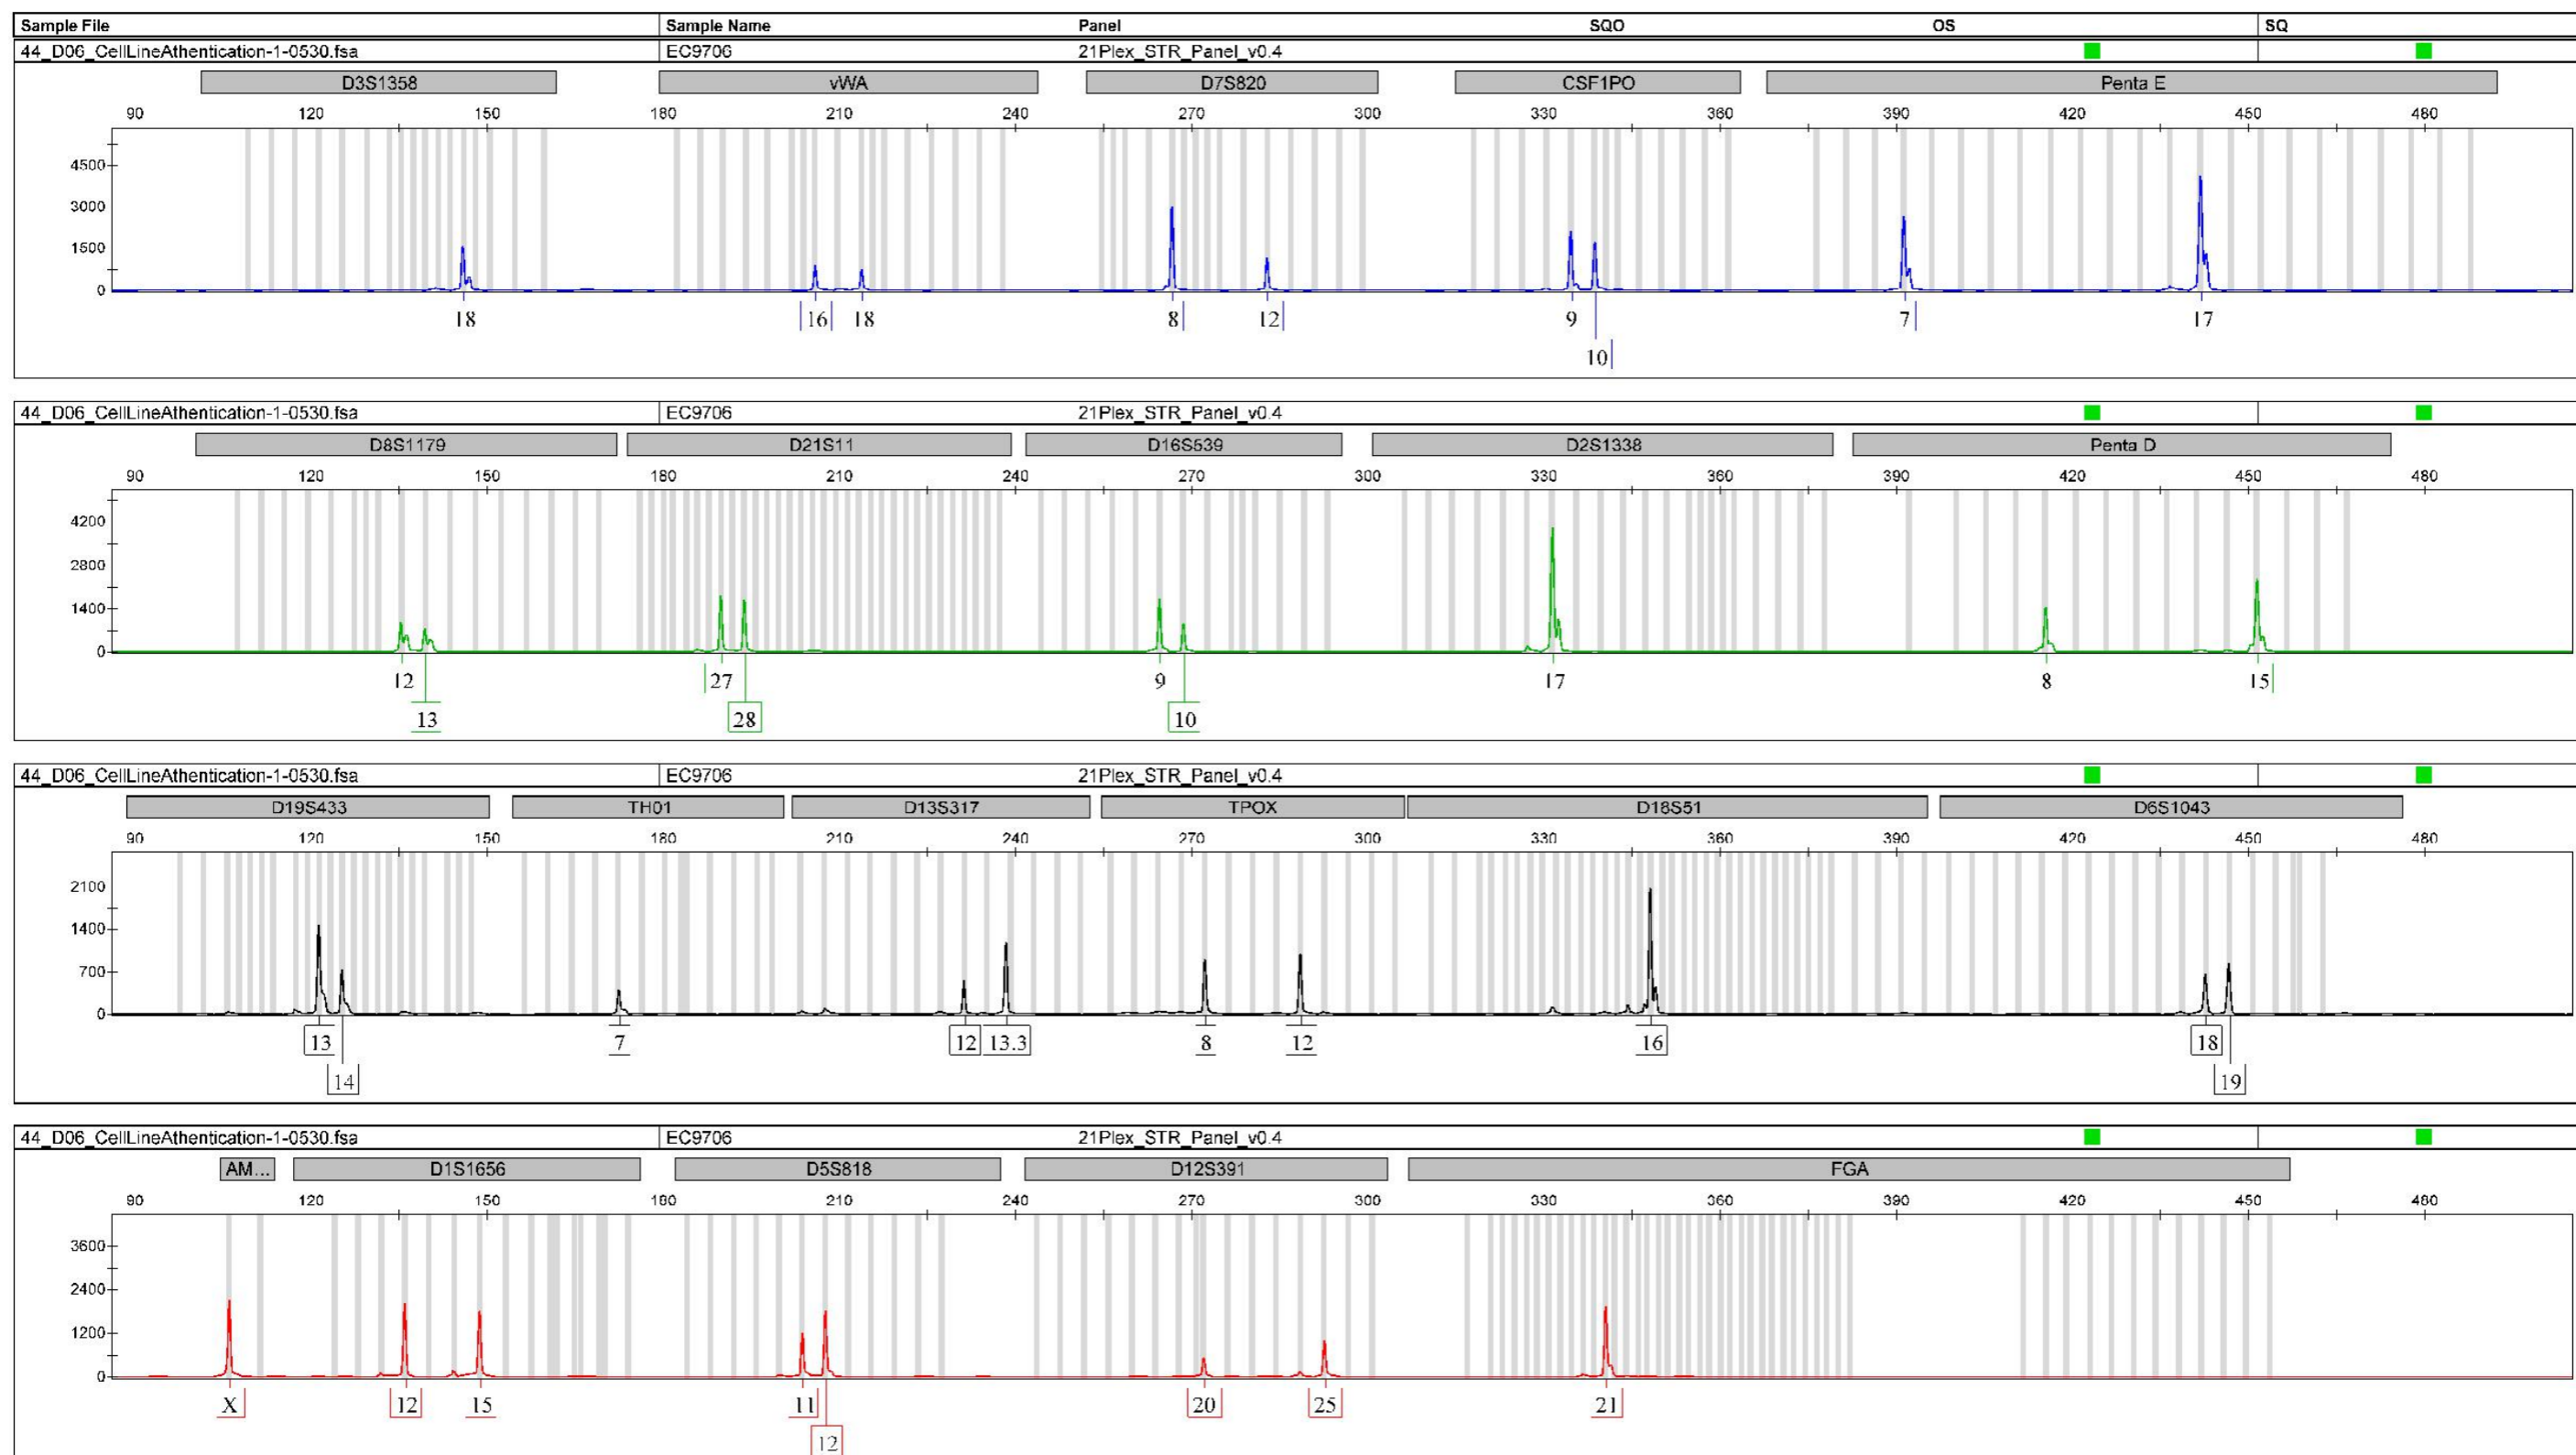 Sample File Sample Name Panel SQO OS SQ
44_D06_CellLineAthentication-1-0530.fsa EC9706 21Plex_STR_Panel_v0.4
D3S1358 vWA D7S820 CSF1PO Penta E
90 120 150 180 210 240 270 300 330 360 390 420 450 480
4500
3000
1500
0
18 16 18 8 12 9 7 17
10
44_D06_CellLineAthentication-1-0530.fsa EC9706 21Plex_STR_Panel_v0.4
D8S1179 D21S11 D16S539 D2S1338 Penta D
90 120 150 180 210 240 270 300 330 360 390 420 450 480
4200
2800
1400
0
12 27 9 17 8 15
13 28 10
44_D06_CellLineAthentication-1-0530.fsa EC9706 21Plex_STR_Panel_v0.4
D19S433 TH01 D13S317 TPOX D18S51 D6S1043
90 120 150 180 210 240 270 300 330 360 390 420 450 480
2100
1400
700
0
13 7 12 13.3 8 12 16 18
14 19
44_D06_CellLineAthentication-1-0530.fsa EC9706 21Plex_STR_Panel_v0.4
AM... D1S1656 D5S818 D12S391 FGA
90 120 150 180 210 240 270 300 330 360 390 420 450 480
3600
2400
1200
0
X 12 15 11 20 25 21
12